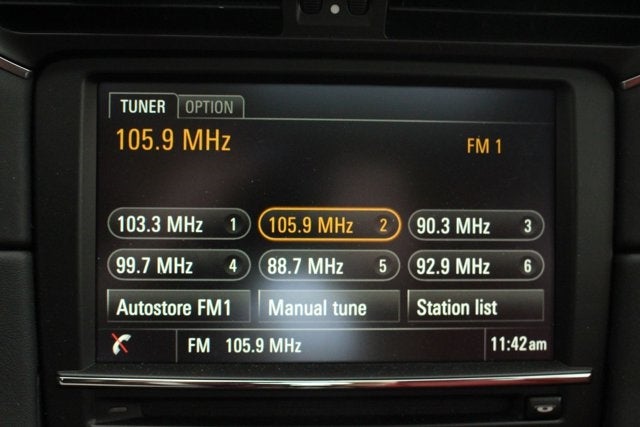 TUNER OPTION
105.9 MHz FM 1
103.3 MHz 1 105.9 MHz 2 90.3 MHz 3
99.7 MHz 4 88.7 MHz 5 92.9 MHz 6
Autostore FM1 Manual tune Station list
FM 105.9 MHz 11:42am